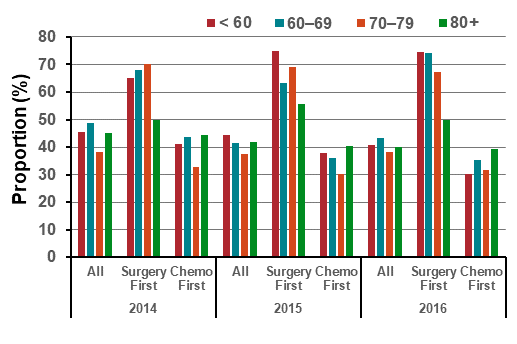 < 60 60–69 70–79 80+
Proportion (%)
80
70
60
50
40
30
20
10
0
All Surgery First Chemo First All Surgery First Chemo First All Surgery First Chemo First
2014 2015 2016